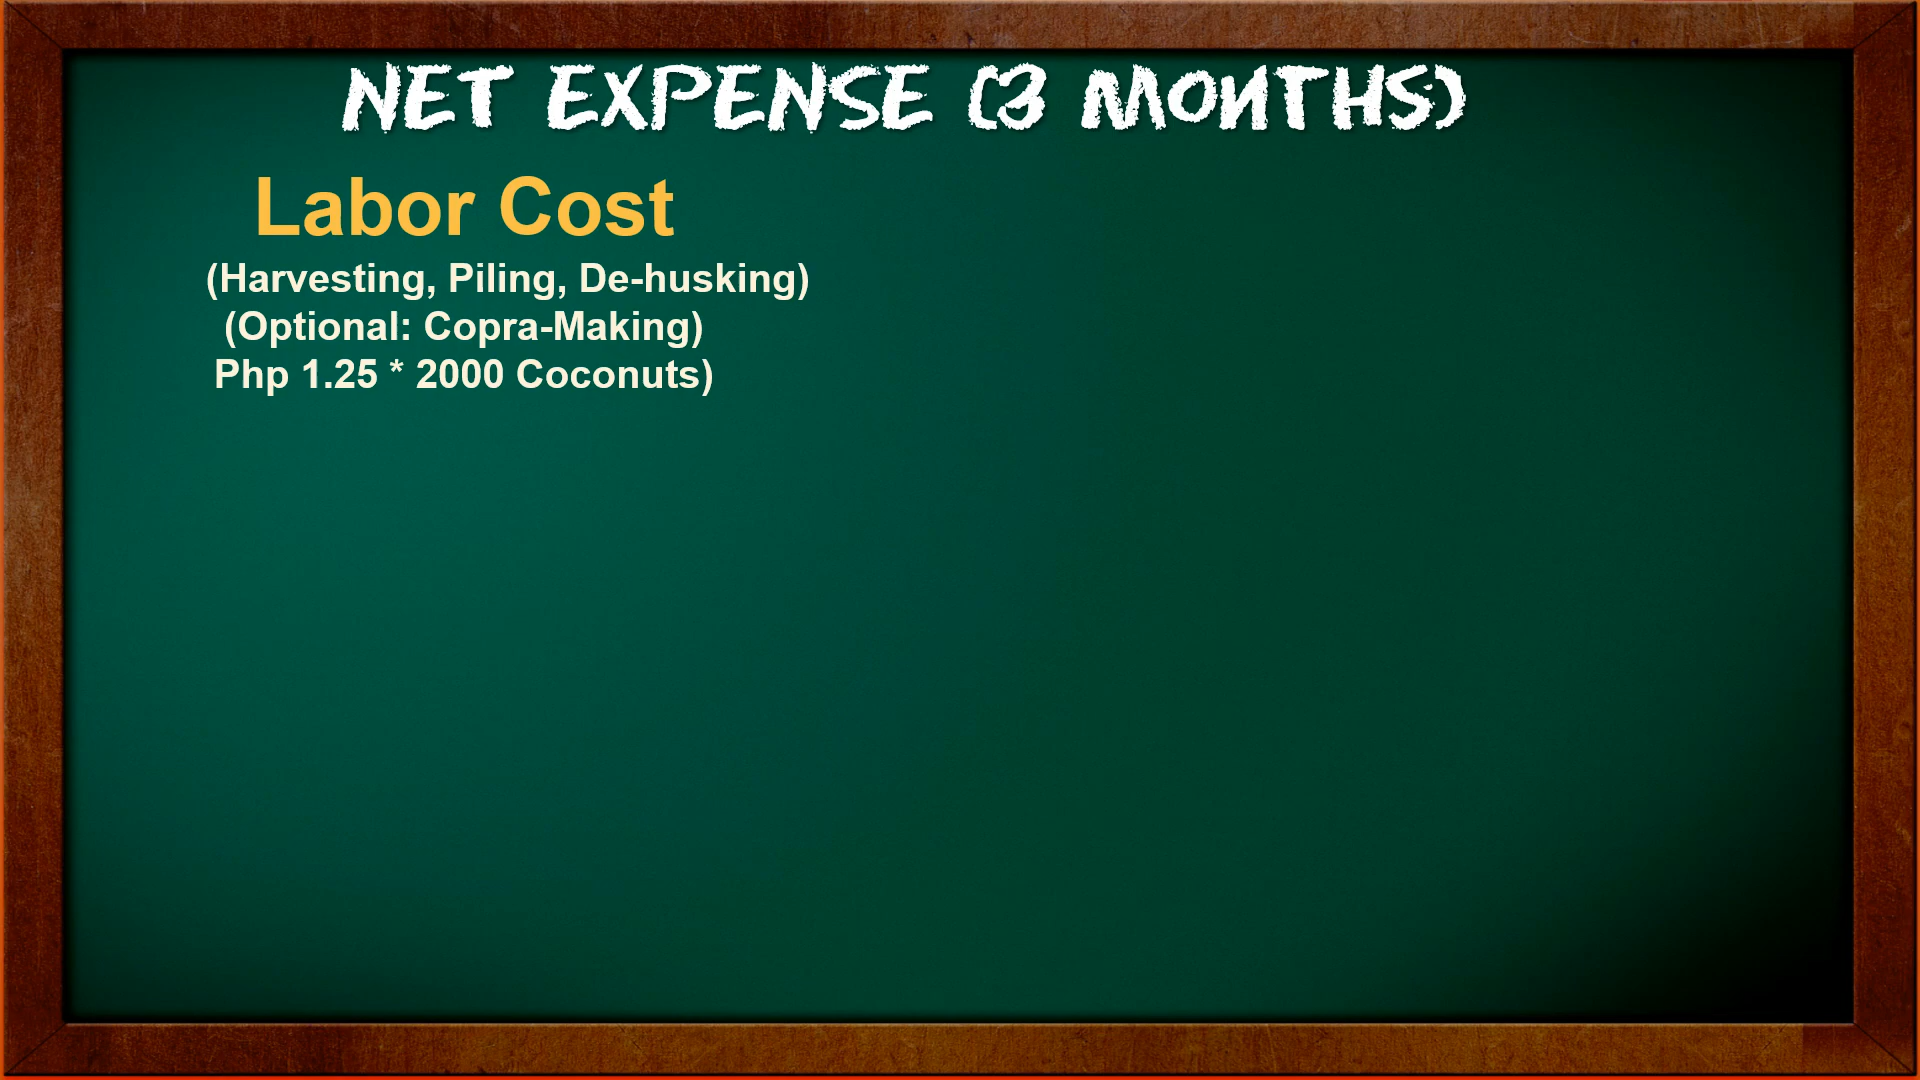 NET EXPENSE (3 MONTHS)
Labor Cost
(Harvesting, Piling, De-husking)
(Optional: Copra-Making)
Php 1.25 * 2000 Coconuts)